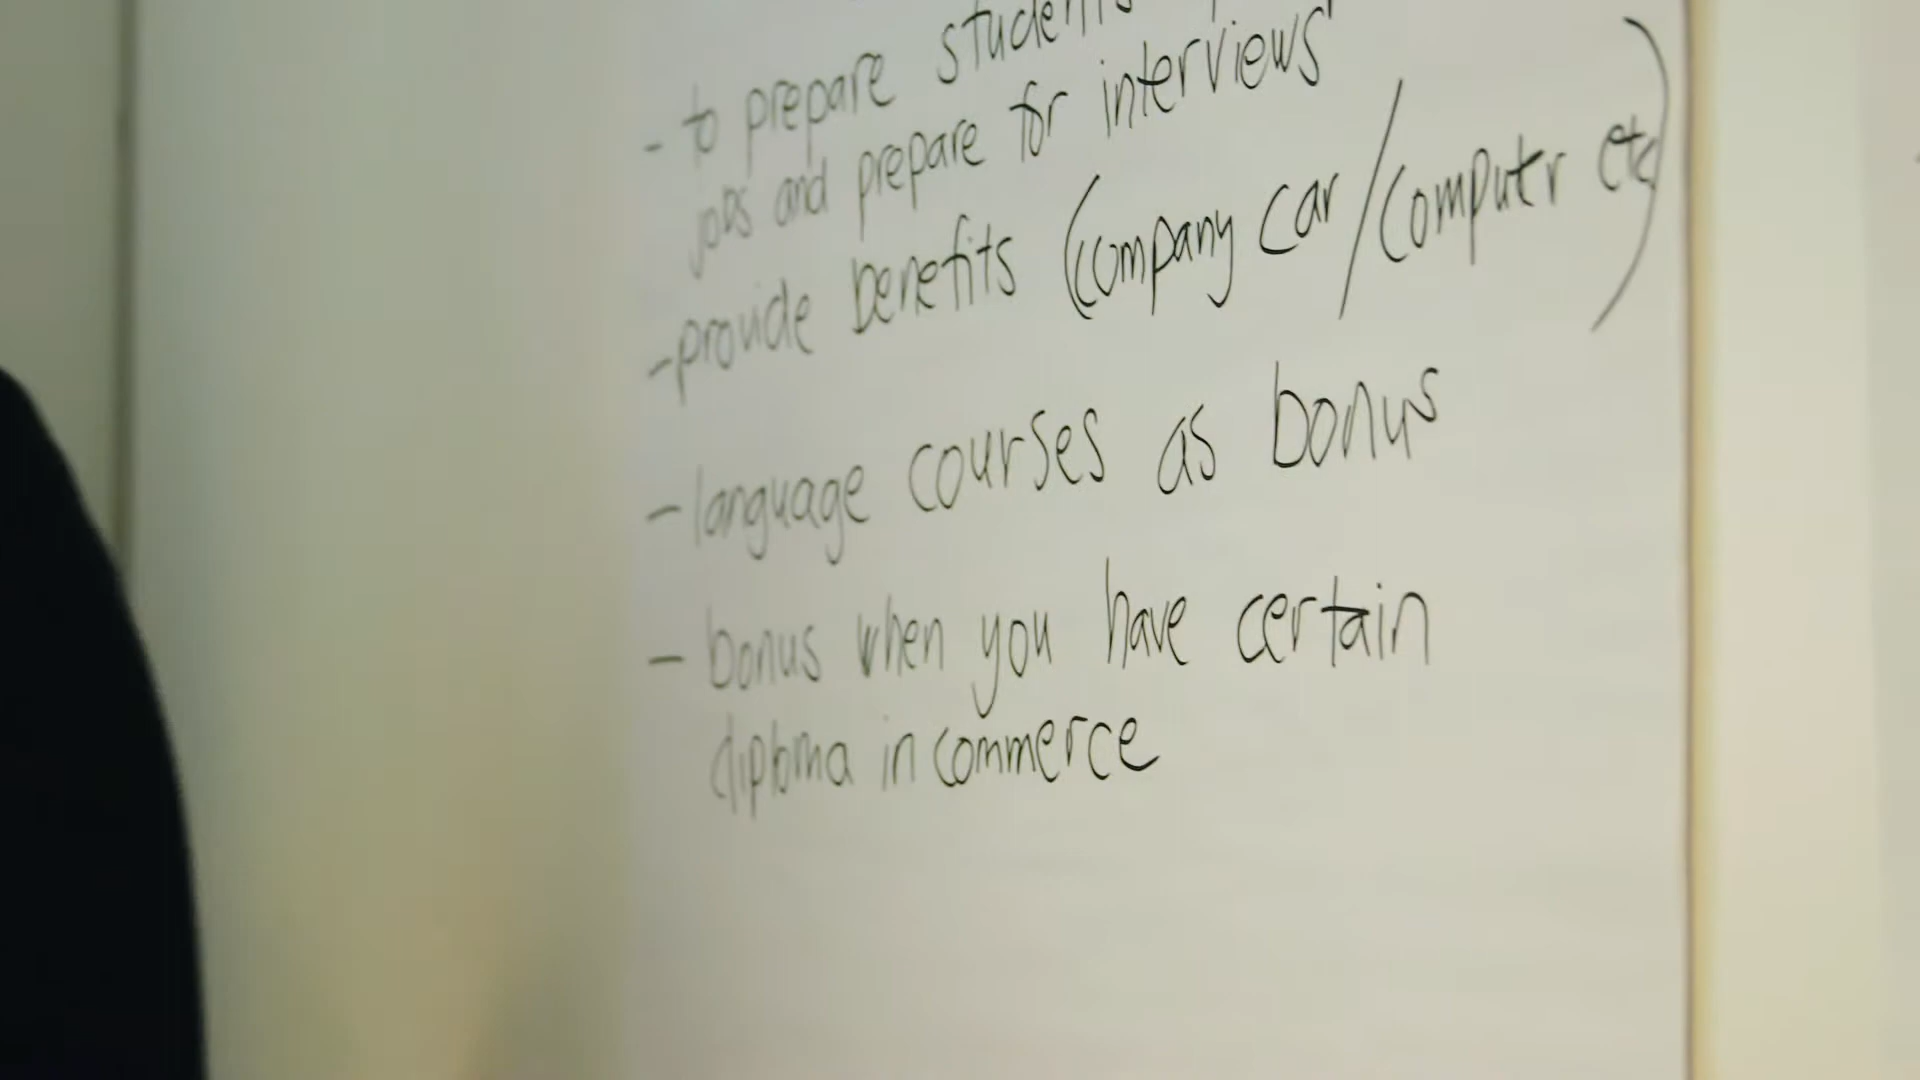 - to prepare students
jobs and prepare for interviews
- provide benefits (company car / computer etc)
- language courses as bonus
- bonus when you have certain
diploma in commerce